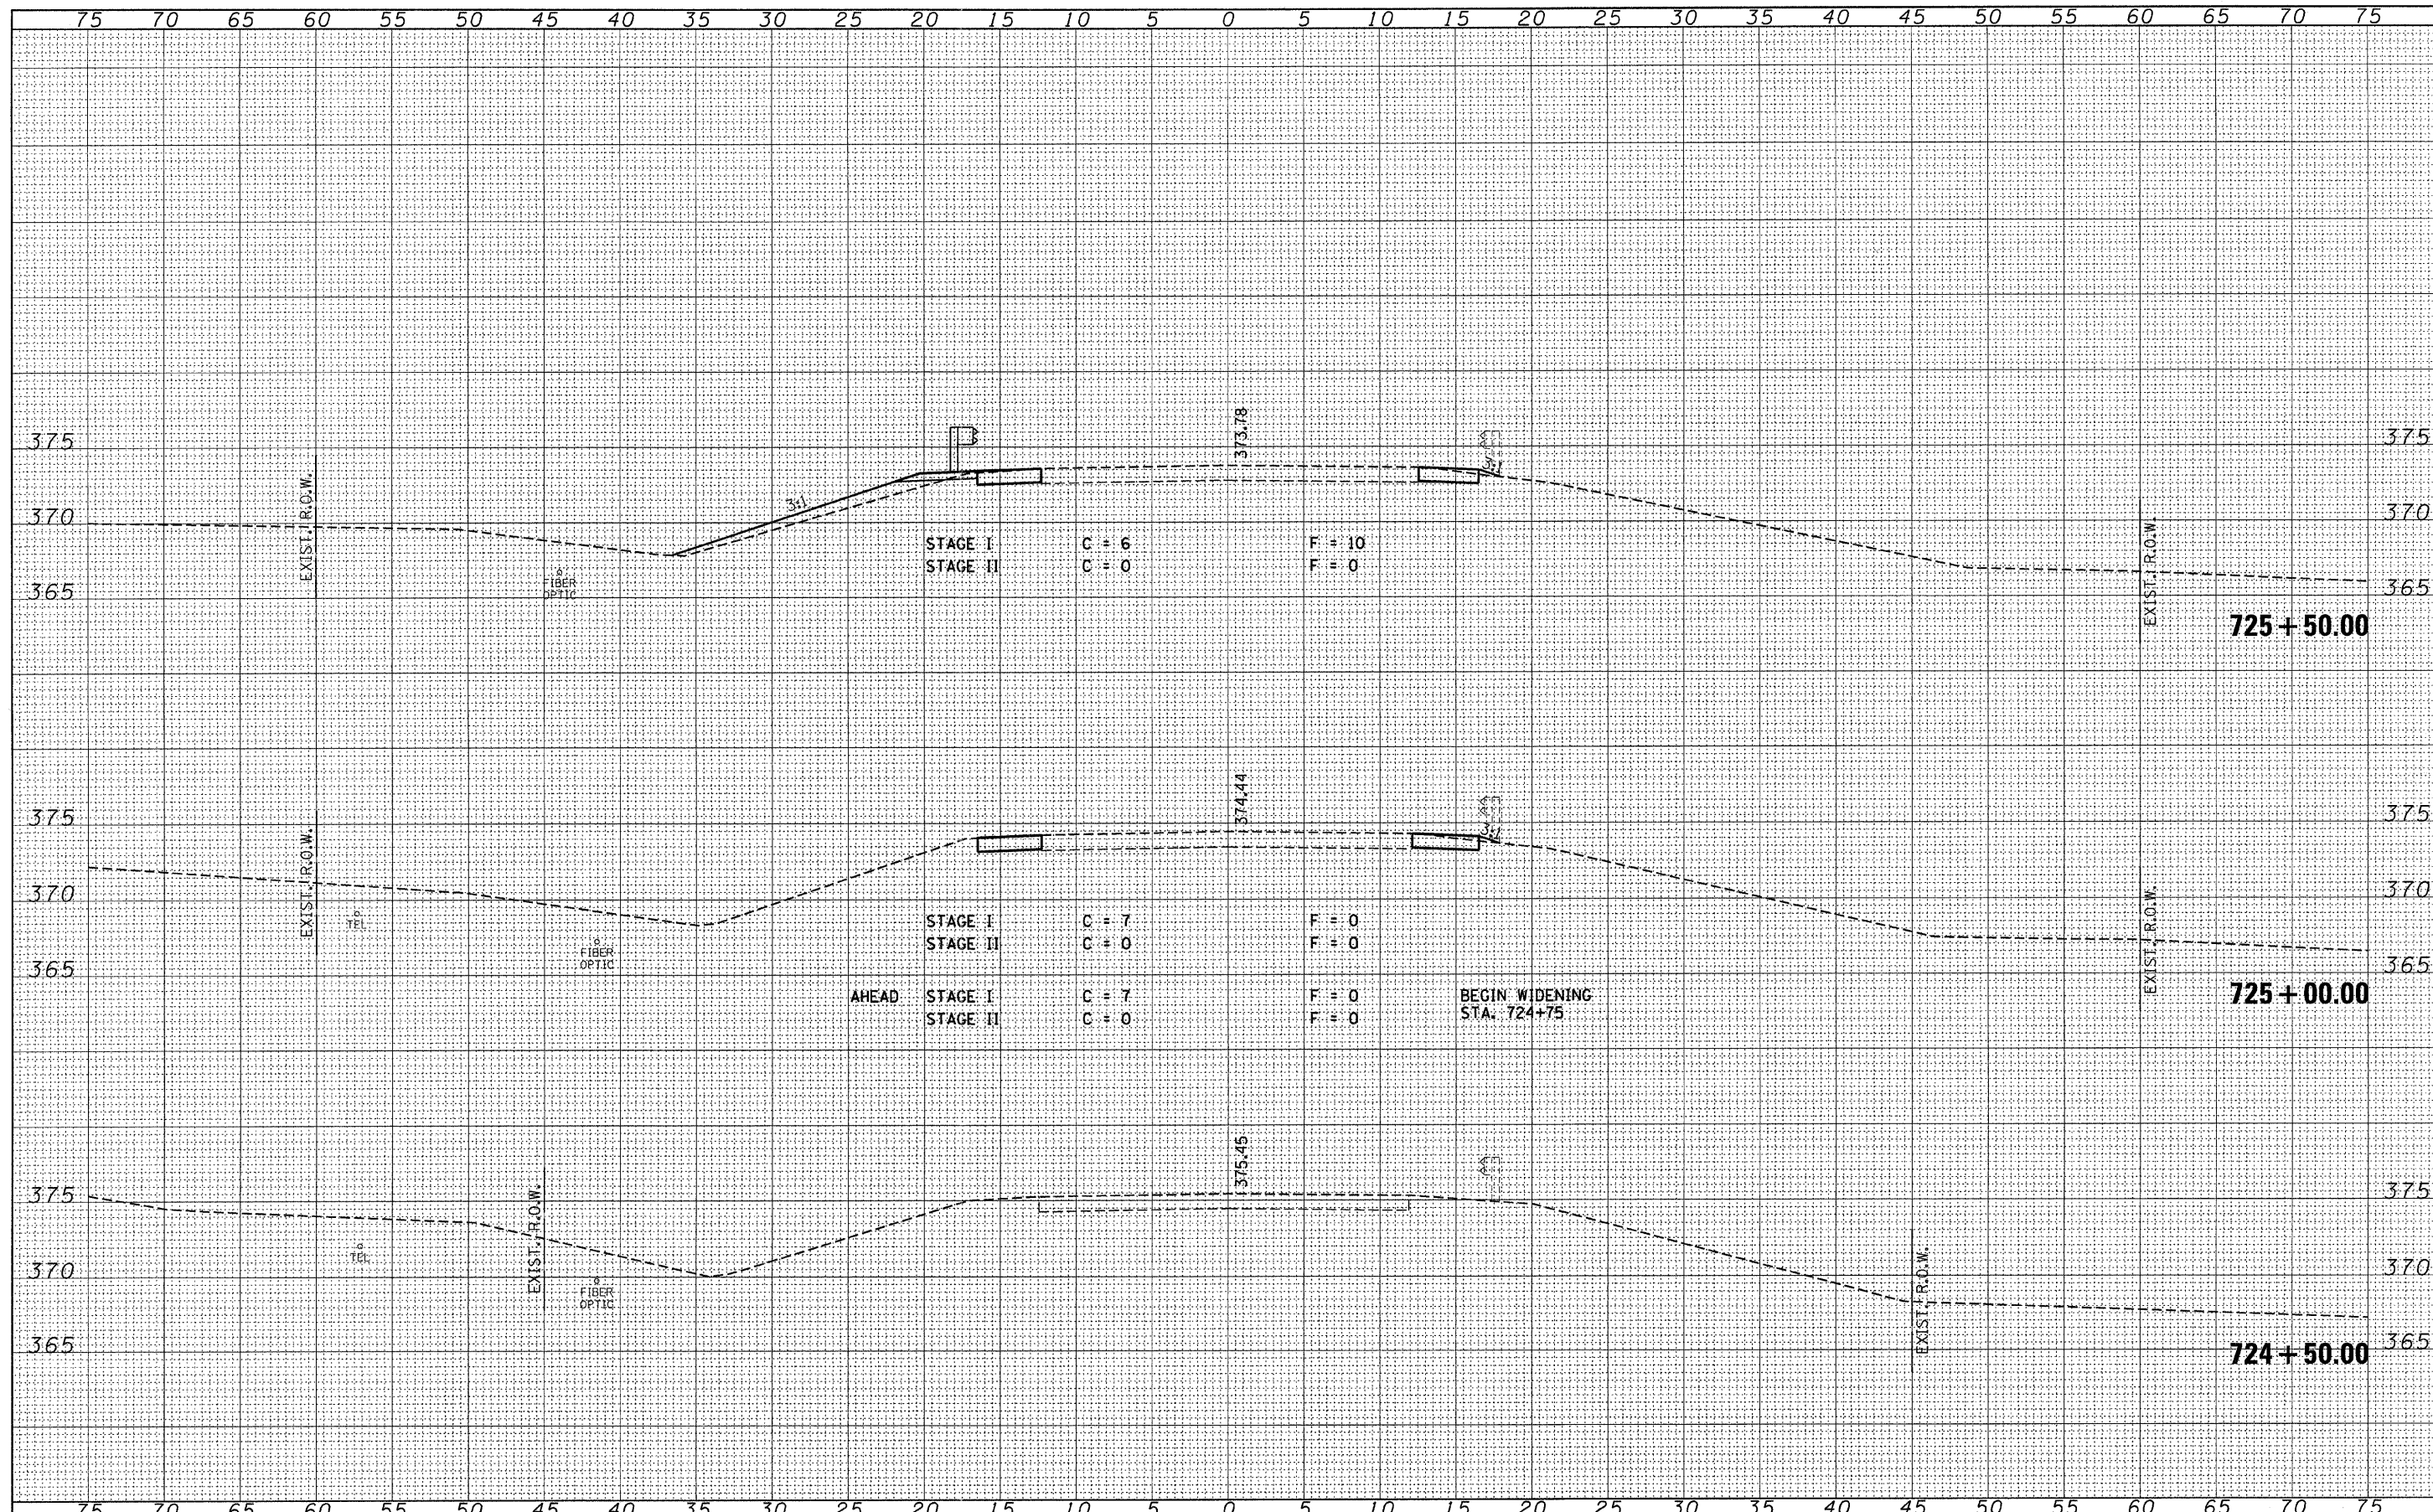 75 70 65 60 55 50 45 40 35 30 25 20 15 10 5 0 5 10 15 20 25 30 35 40 45 50 55 60 65 70 75
373.78
375 375
EXIST. R.O.W.
3:1
3:1
370 370
EXIST. R.O.W.
STAGE I C = 6 F = 10
STAGE II C = 0 F = 0
FIBER
OPTIC
365 365
725+50.00
374.44
375 375
EXIST. R.O.W.
3:1
370 370
EXIST. R.O.W.
TEL
STAGE I C = 7 F = 0
STAGE II C = 0 F = 0
FIBER
OPTIC
365 365
725+00.00
AHEAD STAGE I C = 7 F = 0
STAGE II C = 0 F = 0
BEGIN WIDENING
STA. 724+75
375.45
375 375
EXIST. R.O.W.
TEL
370 370
EXIST. R.O.W.
FIBER
OPTIC
365 365
724+50.00
75 70 65 60 55 50 45 40 35 30 25 20 15 10 5 0 5 10 15 20 25 30 35 40 45 50 55 60 65 70 75